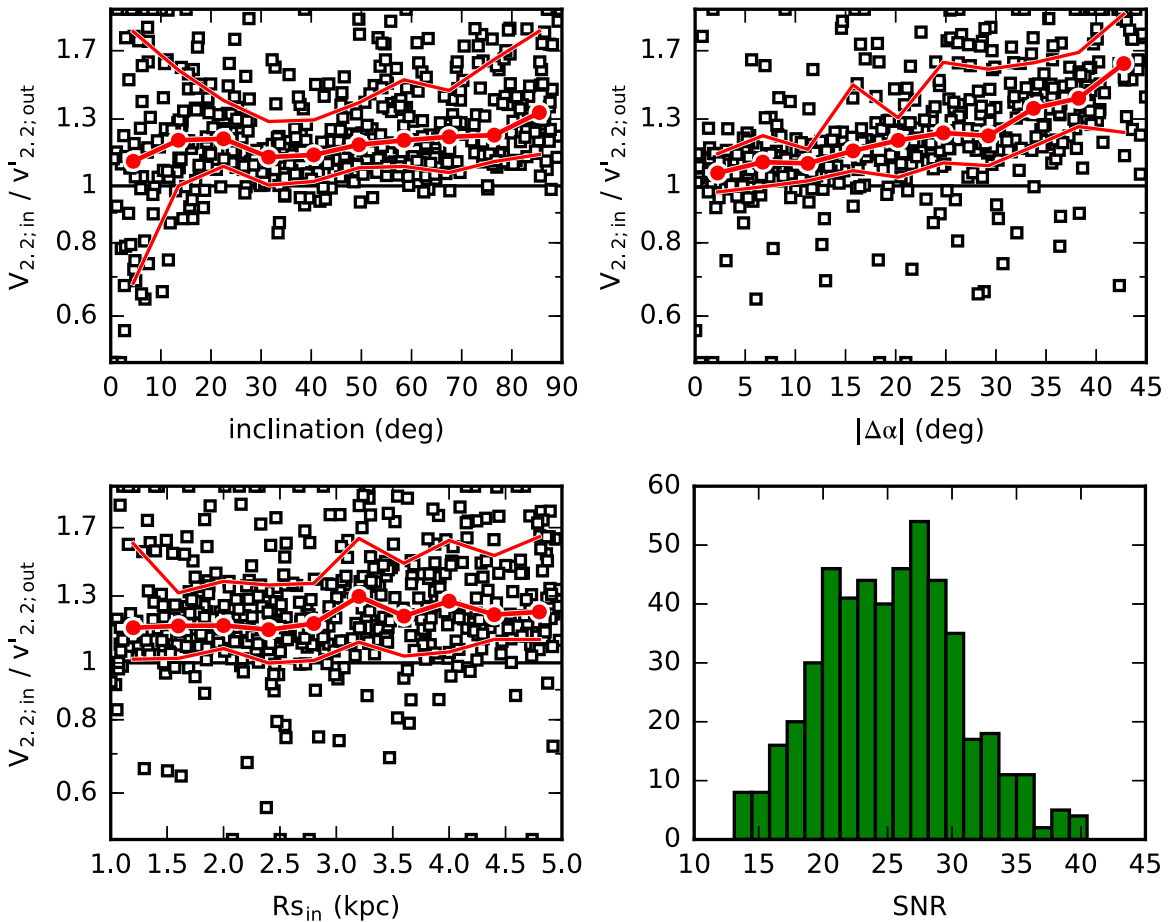 V2.2; in / v'2.2; out
1.7
1.3
1
0.8
0.6
0 10 20 30 40 50 60 70 80 90
inclination (deg)
V2.2; in / v'2.2; out
1.7
1.3
1
0.8
0.6
0 5 10 15 20 25 30 35 40 45
|Δα| (deg)
V2.2; in / v'2.2; out
1.7
1.3
1
0.8
0.6
1.0 1.5 2.0 2.5 3.0 3.5 4.0 4.5 5.0
Rsin (kpc)
60
50
40
30
20
10
0
10 15 20 25 30 35 40 45
SNR